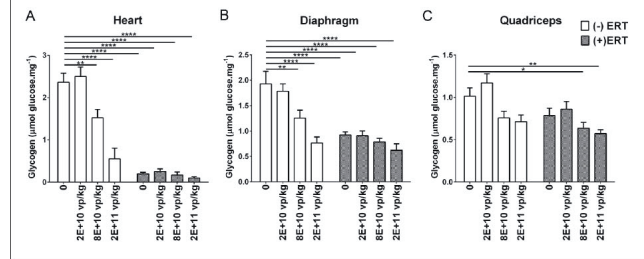 A
Heart
****
****
****
****
****
**
Glycogen (μmol glucose.mg⁻¹)
3
2
1
0
0
2E+10 vp/kg
8E+10 vp/kg
2E+11 vp/kg
0
2E+10 vp/kg
8E+10 vp/kg
2E+11 vp/kg
B
Diaphragm
****
****
****
****
****
**
Glycogen (μmol glucose.mg⁻¹)
2.5
2.0
1.5
1.0
0.5
0.0
0
2E+10 vp/kg
8E+10 vp/kg
2E+11 vp/kg
0
2E+10 vp/kg
8E+10 vp/kg
2E+11 vp/kg
C
Quadriceps
(-) ERT
(+)ERT
**
*
Glycogen (μmol glucose.mg⁻¹)
1.5
1.0
0.5
0.0
0
2E+10 vp/kg
8E+10 vp/kg
2E+11 vp/kg
0
2E+10 vp/kg
8E+10 vp/kg
2E+11 vp/kg